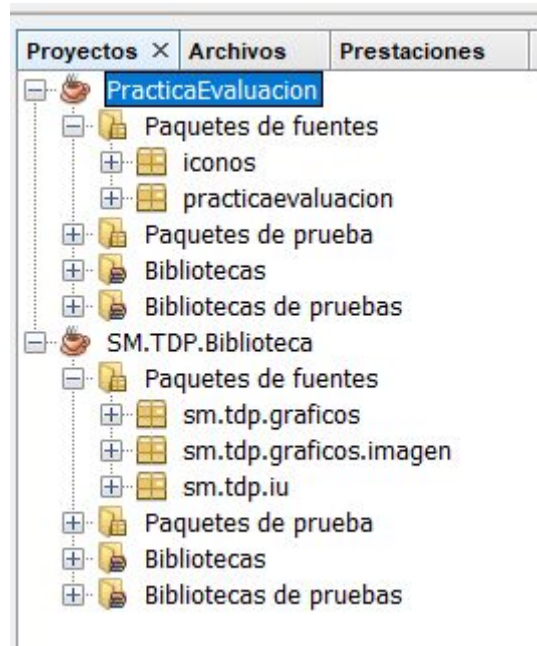 Proyectos × Archivos Prestaciones
PracticaEvaluacion
Paquetes de fuentes
iconos
practicaevaluacion
Paquetes de prueba
Bibliotecas
Bibliotecas de pruebas
SM.TDP.Biblioteca
Paquetes de fuentes
sm.tdp.graficos
sm.tdp.graficos.imagen
sm.tdp.iu
Paquetes de prueba
Bibliotecas
Bibliotecas de pruebas